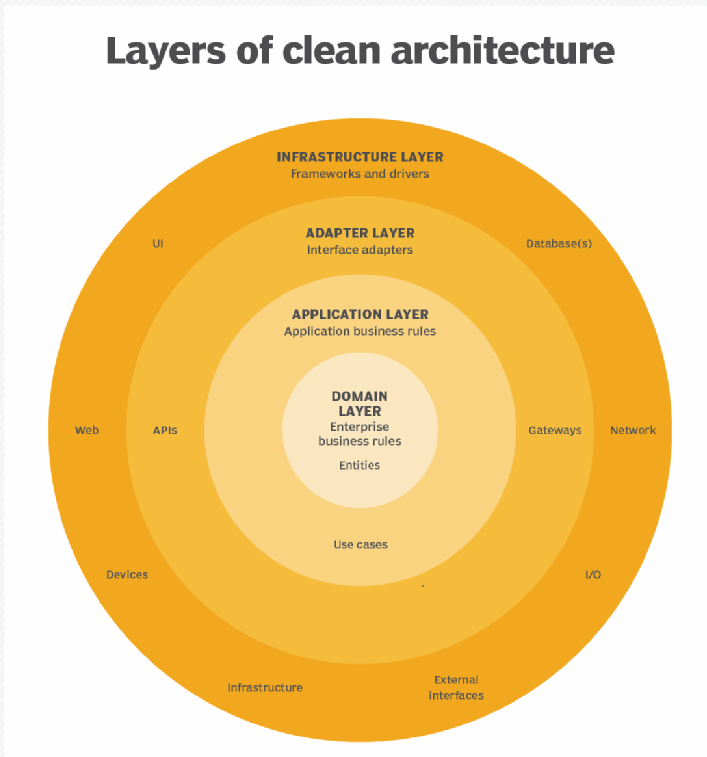 Layers of clean architecture
INFRASTRUCTURE LAYER
Frameworks and drivers
UI
ADAPTER LAYER
Interface adapters
Database(s)
APPLICATION LAYER
Application business rules
DOMAIN
LAYER
Enterprise
business rules
Entities
Web
APIs
Gateways
Network
Use cases
Devices
I/O
Infrastructure
External
interfaces